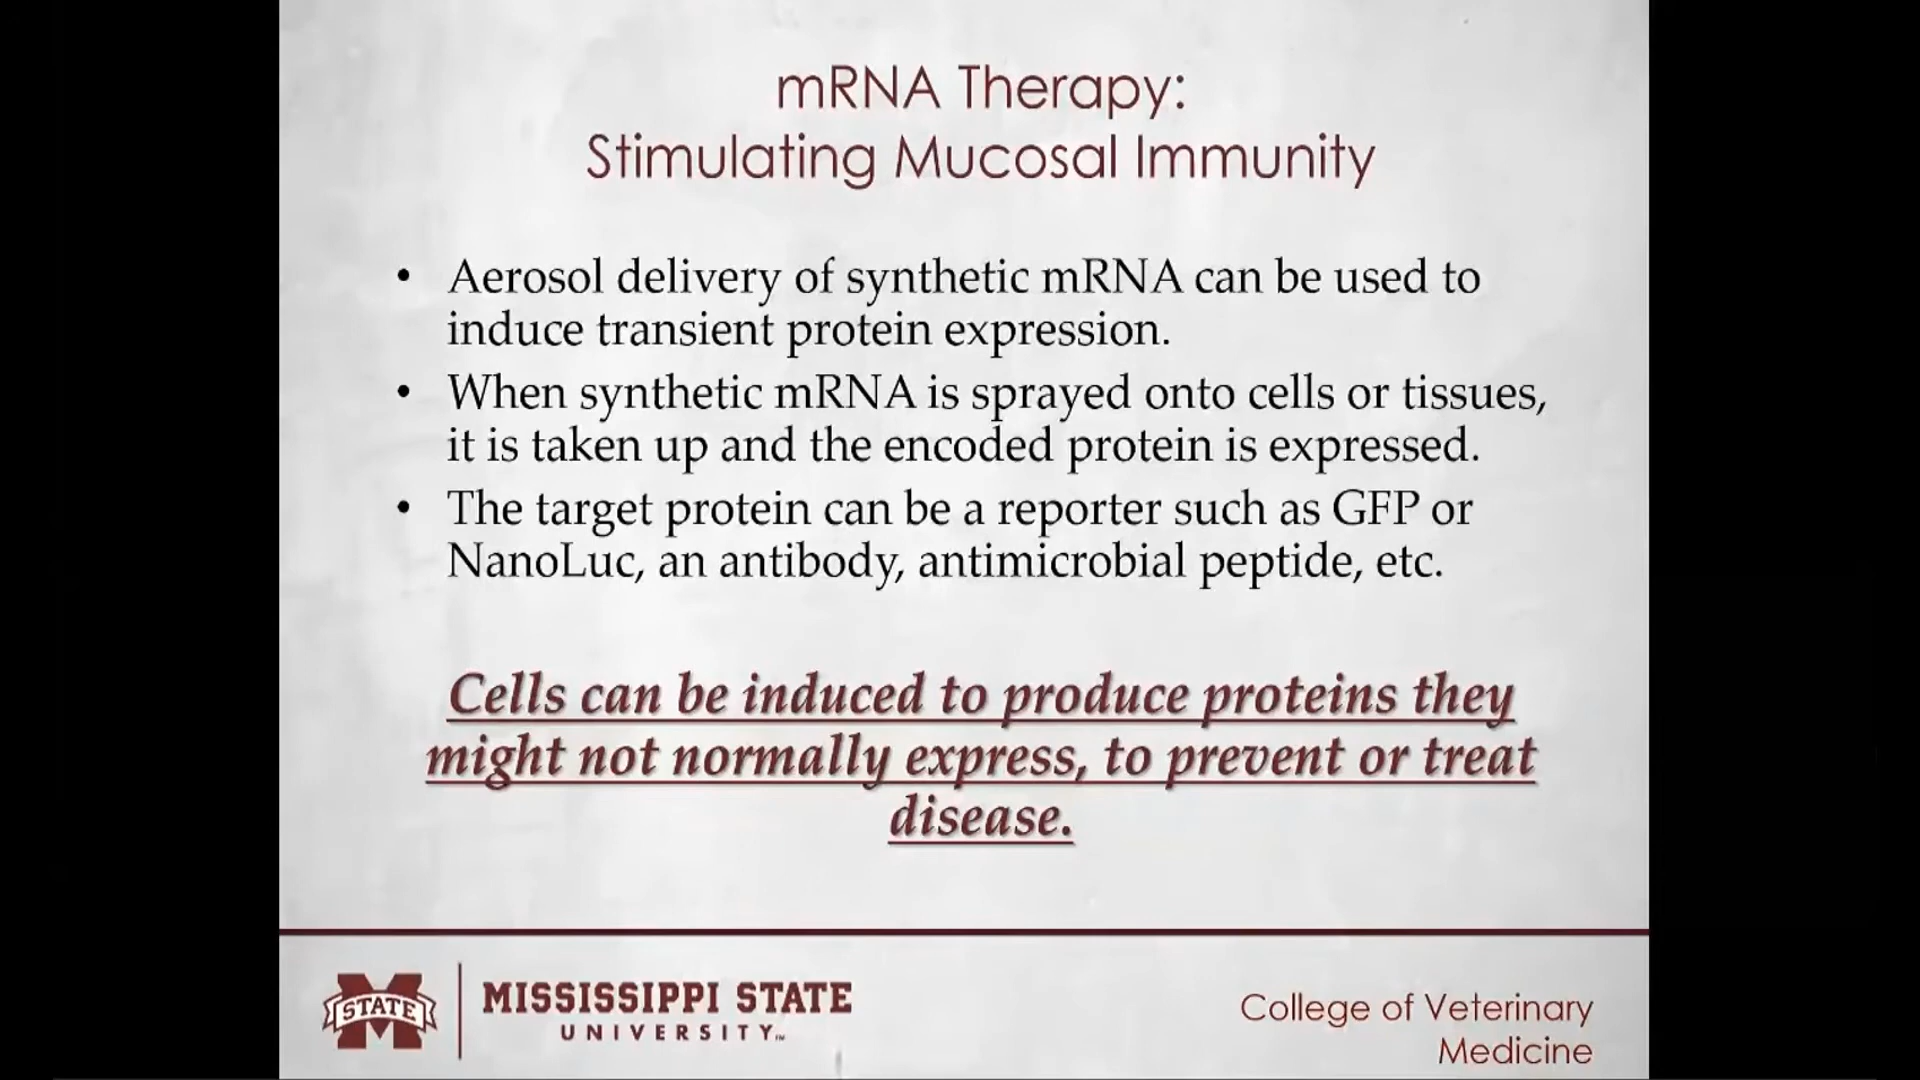 mRNA Therapy:
Stimulating Mucosal Immunity
• Aerosol delivery of synthetic mRNA can be used to
induce transient protein expression.
• When synthetic mRNA is sprayed onto cells or tissues,
it is taken up and the encoded protein is expressed.
• The target protein can be a reporter such as GFP or
NanoLuc, an antibody, antimicrobial peptide, etc.
Cells can be induced to produce proteins they
might not normally express, to prevent or treat
disease.
STATE
MISSISSIPPI STATE
UNIVERSITY™
College of Veterinary
Medicine